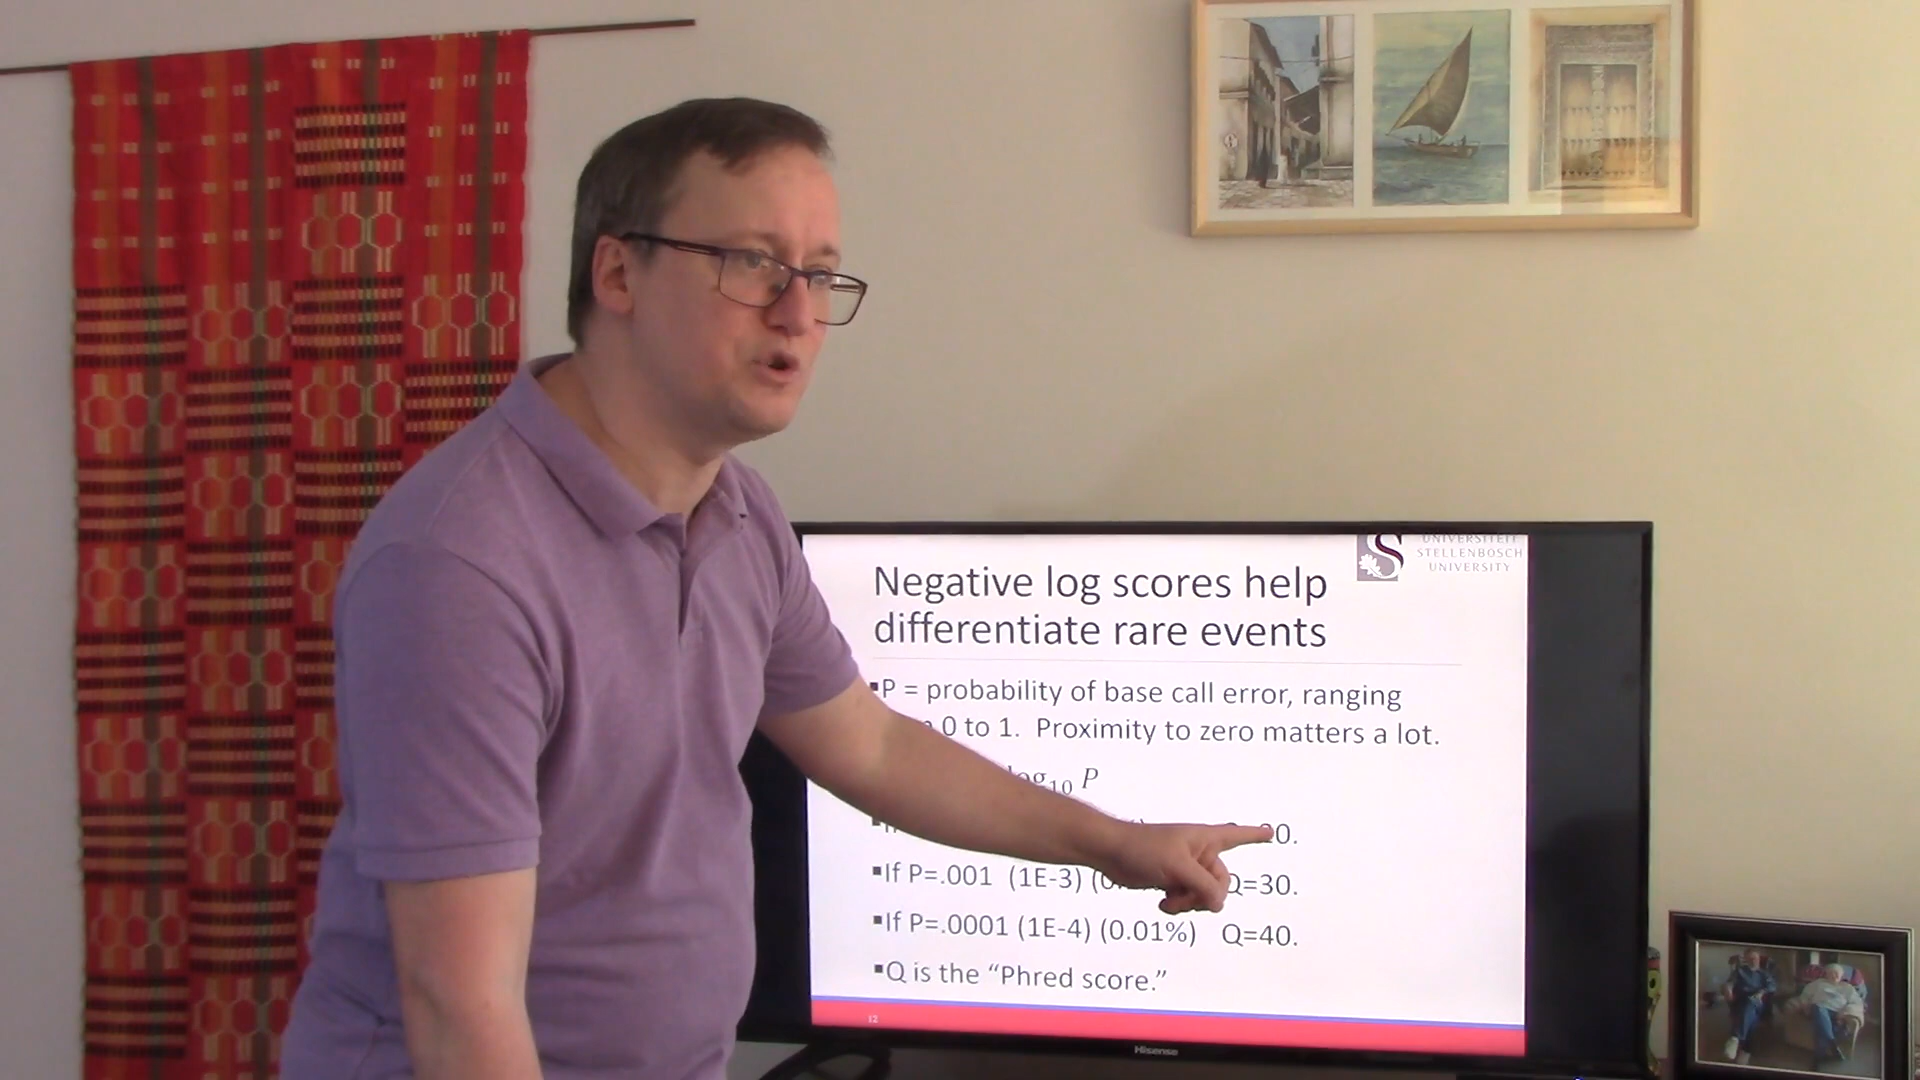 UNIVERSITEIT
STELLENBOSCH
UNIVERSITY
Negative log scores help
differentiate rare events
▪P = probability of base call error, ranging
0 to 1. Proximity to zero matters a lot.
log₁₀ P
▪If P=.001 (1E-3) Q=30.
▪If P=.0001 (1E-4) (0.01%) Q=40.
▪Q is the “Phred score.”
12
Hisense